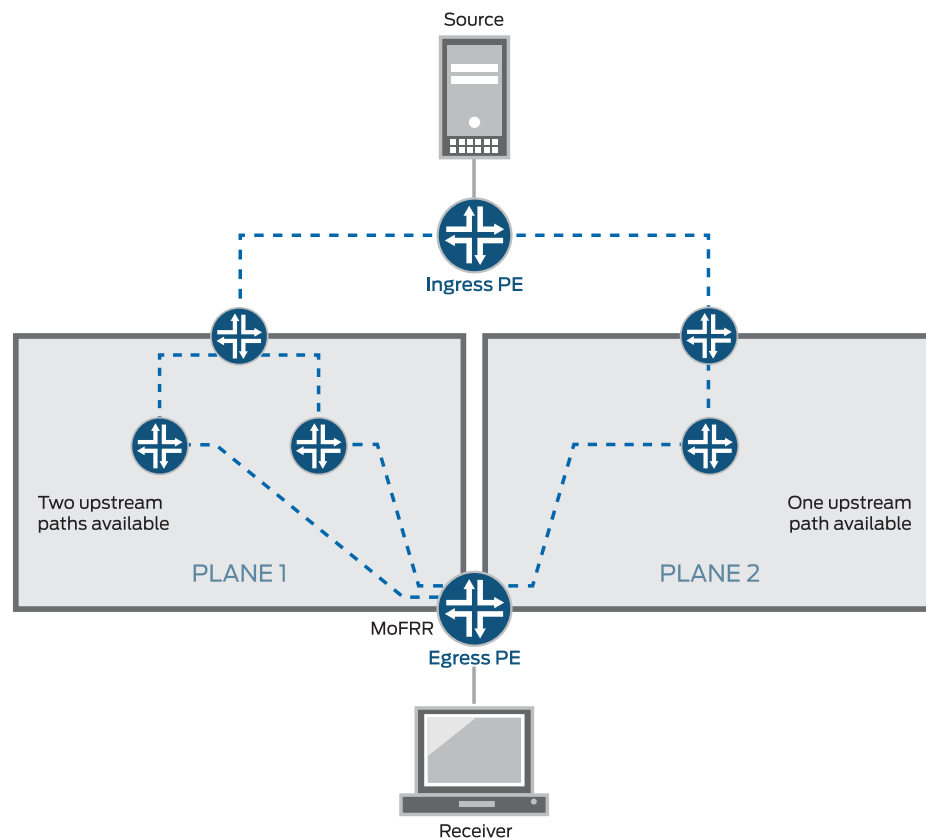 Source
Ingress PE
Two upstream
paths available
One upstream
path available
PLANE 1
PLANE 2
MoFRR
Egress PE
Receiver